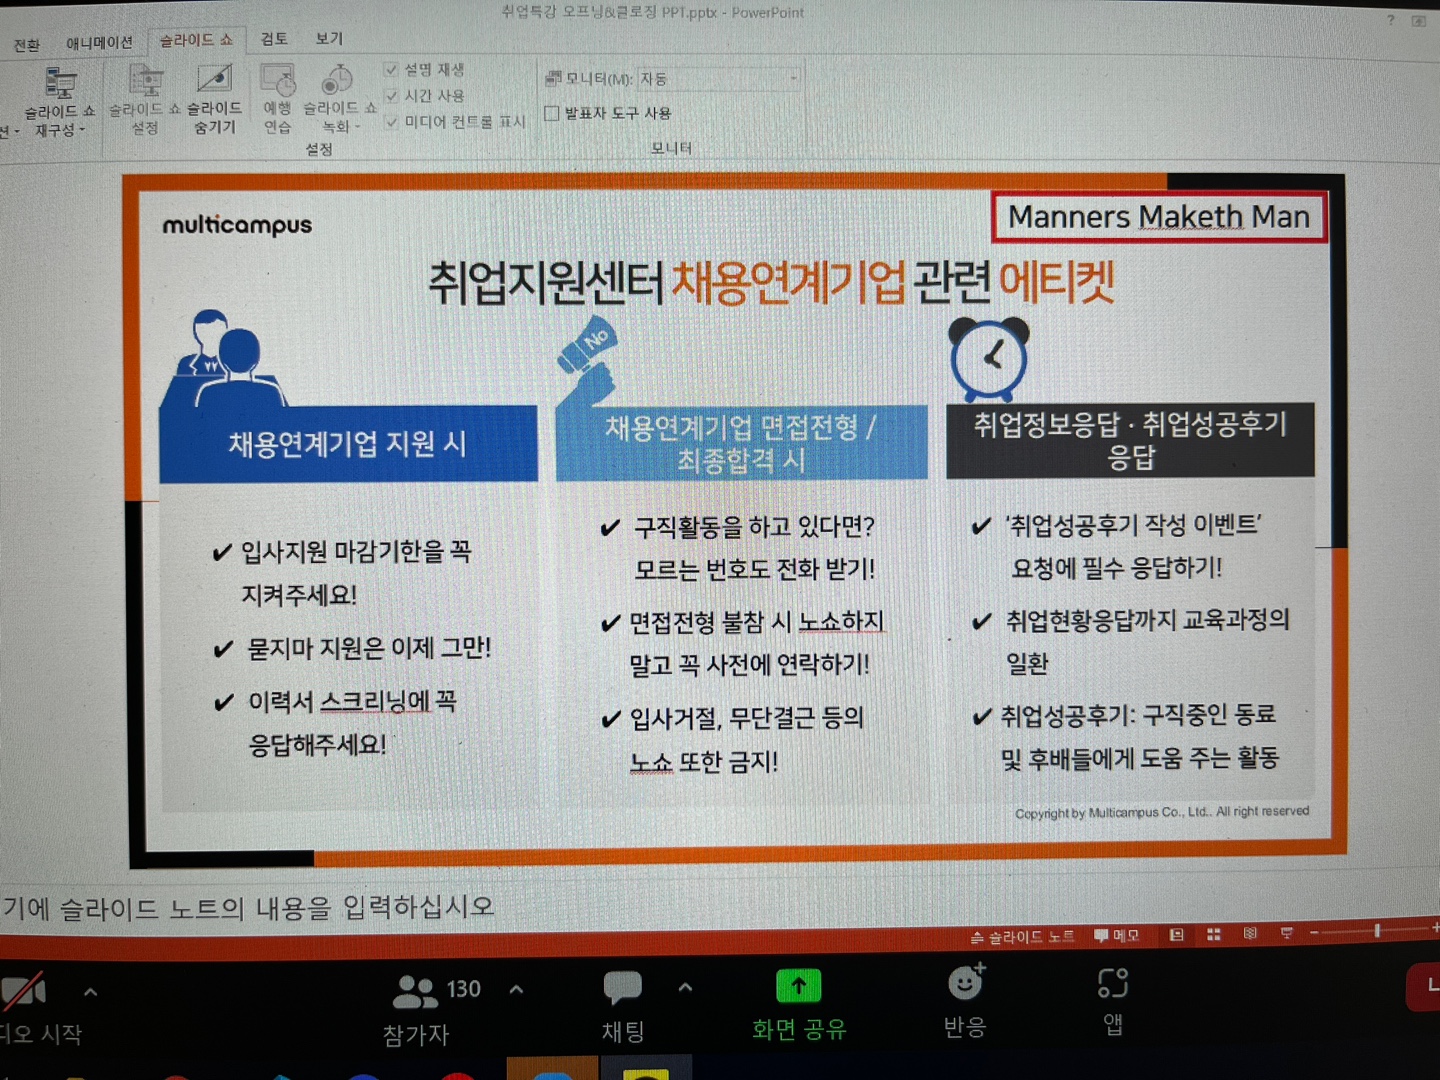 취업특강 오프닝&클로징 PPT.pptx - PowerPoint
?
전환 애니메이션 슬라이드 쇼 검토 보기
슬라이드 쇼
재구성
슬라이드 쇼
설정
슬라이드
숨기기
예행
연습
슬라이드 쇼
녹화
설명 재생
시간 사용
미디어 컨트롤 표시
설정
모니터(M): 자동
발표자 도구 사용
모니터
multicampus
Manners Maketh Man
취업지원센터 채용연계기업 관련 에티켓
No
채용연계기업 지원 시
✔ 입사지원 마감기한을 꼭
지켜주세요!
✔ 묻지마 지원은 이제 그만!
✔ 이력서 스크리닝에 꼭
응답해주세요!
채용연계기업 면접전형 /
최종합격 시
✔ 구직활동을 하고 있다면?
모르는 번호도 전화 받기!
✔ 면접전형 불참 시 노쇼하지
말고 꼭 사전에 연락하기!
✔ 입사거절, 무단결근 등의
노쇼 또한 금지!
취업정보응답 · 취업성공후기
응답
✔ '취업성공후기 작성 이벤트'
요청에 필수 응답하기!
✔ 취업현황응답까지 교육과정의
일환
✔ 취업성공후기: 구직중인 동료
및 후배들에게 도움 주는 활동
Copyright by Multicampus Co., Ltd.. All right reserved
기에 슬라이드 노트의 내용을 입력하십시오
슬라이드 노트 메모
130
디오 시작 참가자 채팅 화면 공유 반응 앱